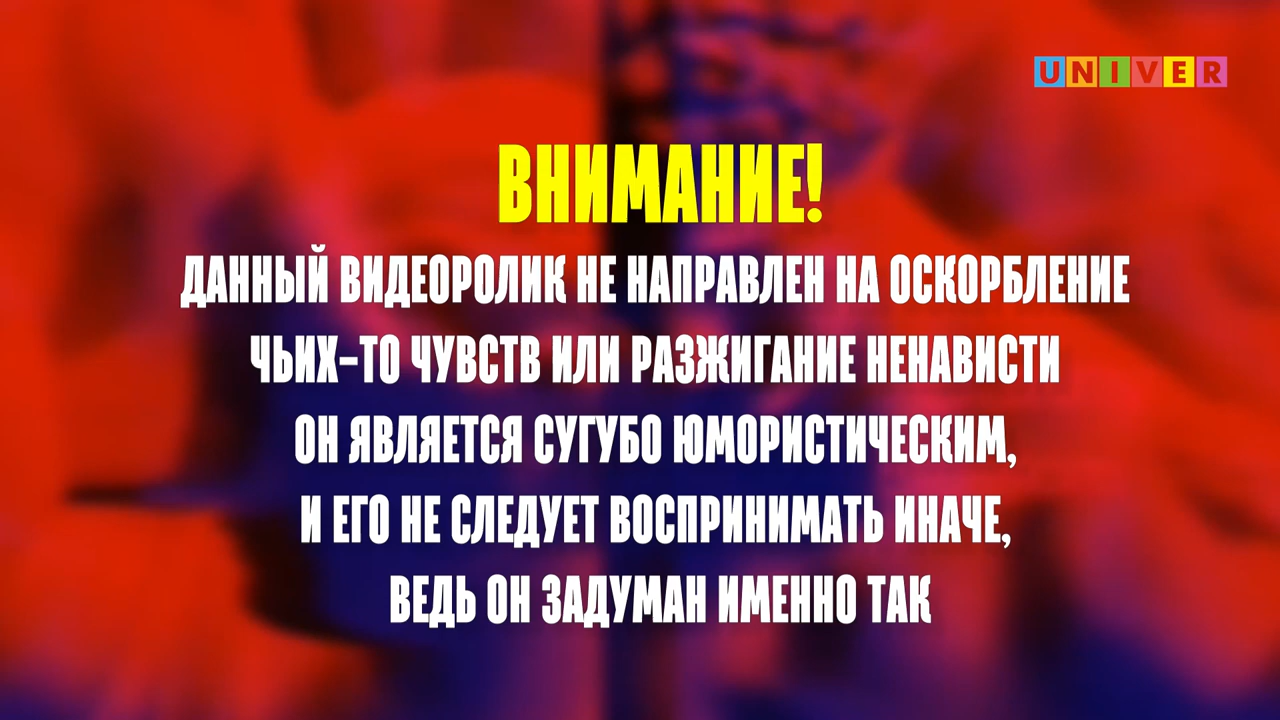 UNIVER
ВНИМАНИЕ!
ДАННЫЙ ВИДЕОРОЛИК НЕ НАПРАВЛЕН НА ОСКОРБЛЕНИЕ
ЧЬИХ-ТО ЧУВСТВ ИЛИ РАЗЖИГАНИЕ НЕНАВИСТИ
ОН ЯВЛЯЕТСЯ СУГУБО ЮМОРИСТИЧЕСКИМ,
И ЕГО НЕ СЛЕДУЕТ ВОСПРИНИМАТЬ ИНАЧЕ,
ВЕДЬ ОН ЗАДУМАН ИМЕННО ТАК